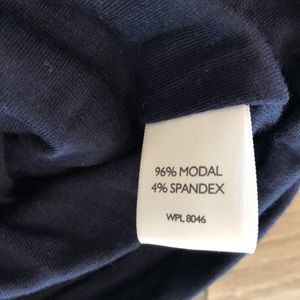 96% MODAL
4% SPANDEX
WPL 8046